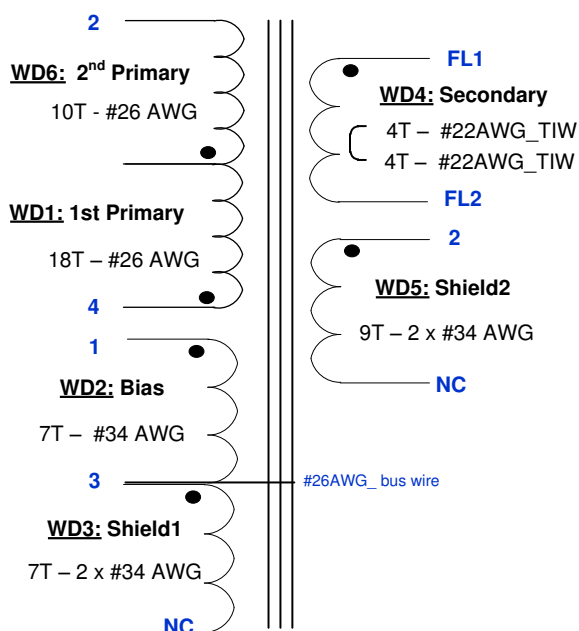 2
WD6: 2nd Primary
10T - #26 AWG
WD1: 1st Primary
18T – #26 AWG
4
1
WD2: Bias
7T – #34 AWG
3
#26AWG_ bus wire
WD3: Shield1
7T – 2 x #34 AWG
NC
FL1
WD4: Secondary
4T – #22AWG_TIW
4T – #22AWG_TIW
FL2
2
WD5: Shield2
9T – 2 x #34 AWG
NC